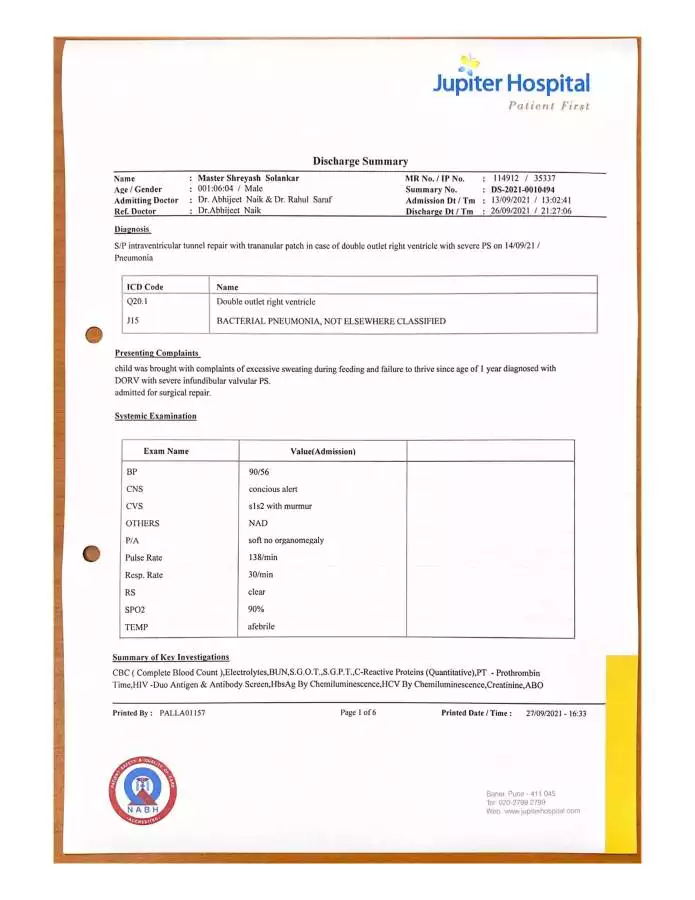 Jupiter Hospital
Patient First
Discharge Summary
Name : Master Shreyash Solankar MR No. / IP No. : 114912 / 35337
Age / Gender : 001:06:04 / Male Summary No. : DS-2021-0010494
Admitting Doctor : Dr. Abhijeet Naik & Dr. Rahul Saraf Admission Dt / Tm : 13/09/2021 / 13:02:41
Ref. Doctor : Dr.Abhijeet Naik Discharge Dt / Tm : 26/09/2021 / 21:27:06
Diagnosis
S/P intraventricular tunnel repair with trananular patch in case of double outlet right ventricle with severe PS on 14/09/21 /
Pneumonia
ICD Code Name
Q20.1 Double outlet right ventricle
J15 BACTERIAL PNEUMONIA, NOT ELSEWHERE CLASSIFIED
Presenting Complaints
child was brought with complaints of excessive sweating during feeding and failure to thrive since age of 1 year diagnosed with
DORV with severe infundibular valvular PS.
admitted for surgical repair.
Systemic Examination
Exam Name Value(Admission)
BP 90/56
CNS concious alert
CVS s1s2 with murmur
OTHERS NAD
P/A soft no organomegaly
Pulse Rate 138/min
Resp. Rate 30/min
RS clear
SPO2 90%
TEMP afebrile
Summary of Key Investigations
CBC ( Complete Blood Count ),Electrolytes,BUN,S.G.O.T.,S.G.P.T.,C-Reactive Proteins (Quantitative),PT - Prothrombin
Time,HIV -Duo Antigen & Antibody Screen,HbsAg By Chemiluminescence,HCV By Chemiluminescence,Creatinine,ABO
Printed By : PALLA01157 Page 1 of 6 Printed Date / Time : 27/09/2021 - 16:33
PATIENT SAFETY & QUALITY OF CARE
NABH
ACCREDITED
Baner, Pune - 411 045
Tel: 020-2799 2799
Web: www.jupiterhospital.com